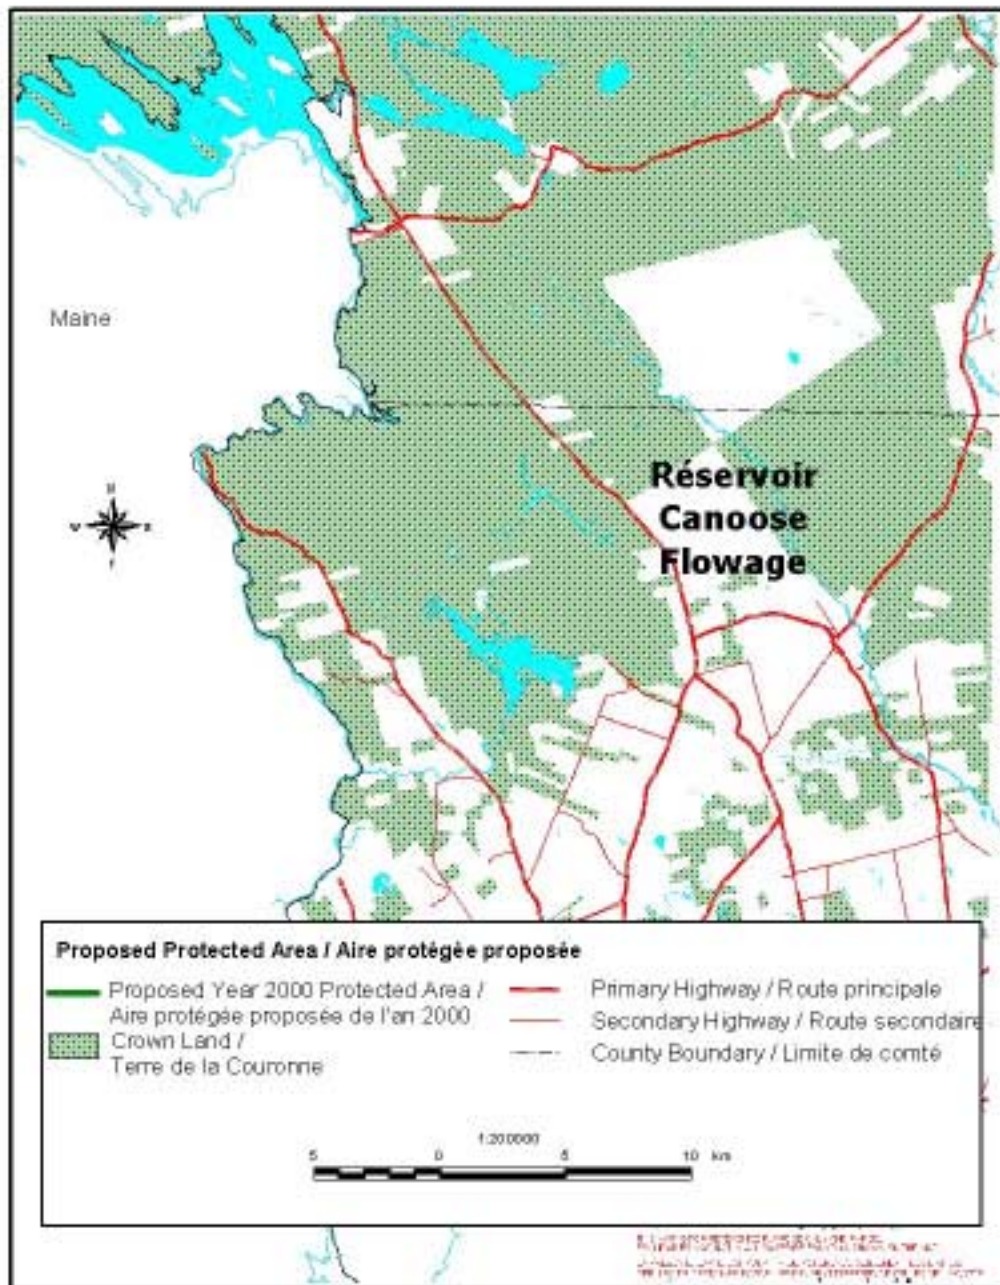 Maine
Réservoir
Canoose
Flowage
N
W
E
Proposed Protected Area / Aire protégée proposée
Proposed Year 2000 Protected Area /
Aire protégée proposée de l'an 2000
Crown Land /
Terre de la Couronne
Primary Highway / Route principale
Secondary Highway / Route secondaire
County Boundary / Limite de comté
1:200000
5 0 5 10 km